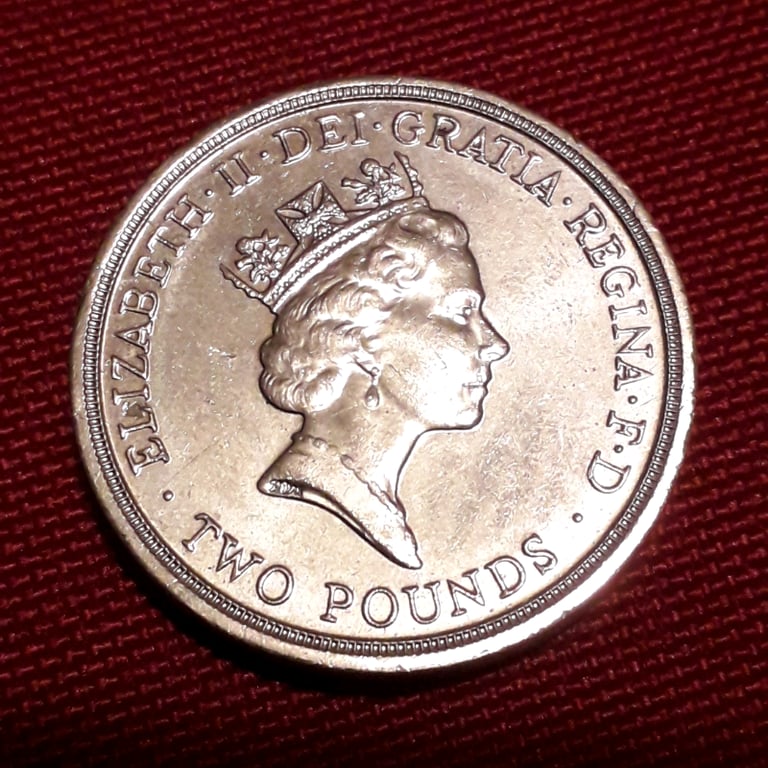 ELIZABETH·II·DEI·GRATIA·REGINA·F·D
· TWO POUNDS ·